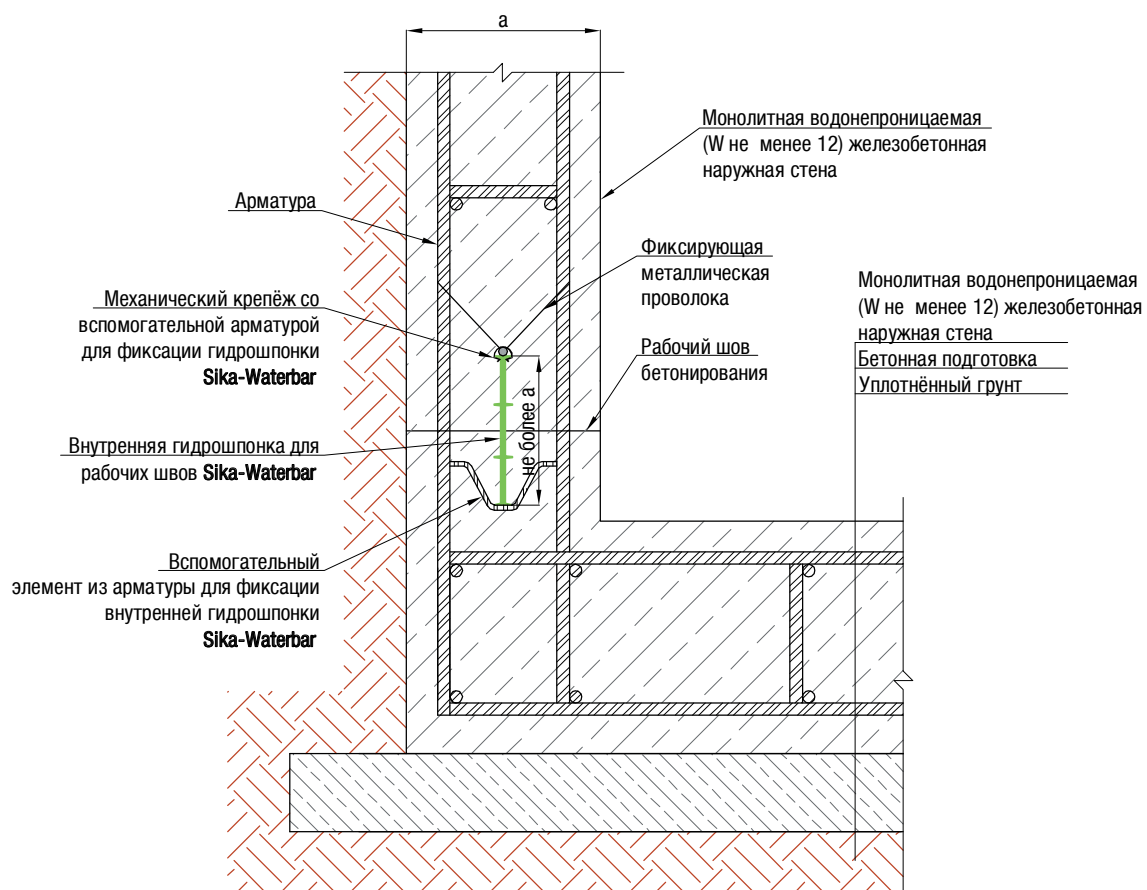 a
Монолитная водонепроницаемая
(W не менее 12) железобетонная
наружная стена
Арматура
Фиксирующая
металлическая
проволока
Монолитная водонепроницаемая
(W не менее 12) железобетонная
наружная стена
Бетонная подготовка
Уплотнённый грунт
Механический крепёж со
вспомогательной арматурой
для фиксации гидрошпонки
Sika-Waterbar
Рабочий шов
бетонирования
не более a
Внутренняя гидрошпонка для
рабочих швов Sika-Waterbar
Вспомогательный
элемент из арматуры для фиксации
внутренней гидрошпонки
Sika-Waterbar